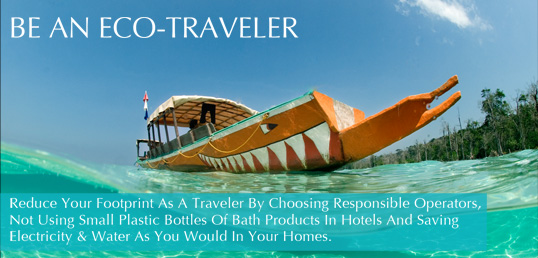 BE AN ECO-TRAVELER
Reduce Your Footprint As A Traveler By Choosing Responsible Operators,
Not Using Small Plastic Bottles Of Bath Products In Hotels And Saving
Electricity & Water As You Would In Your Homes.